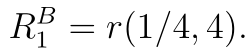 $R_1^B = r(1/4, 4).$